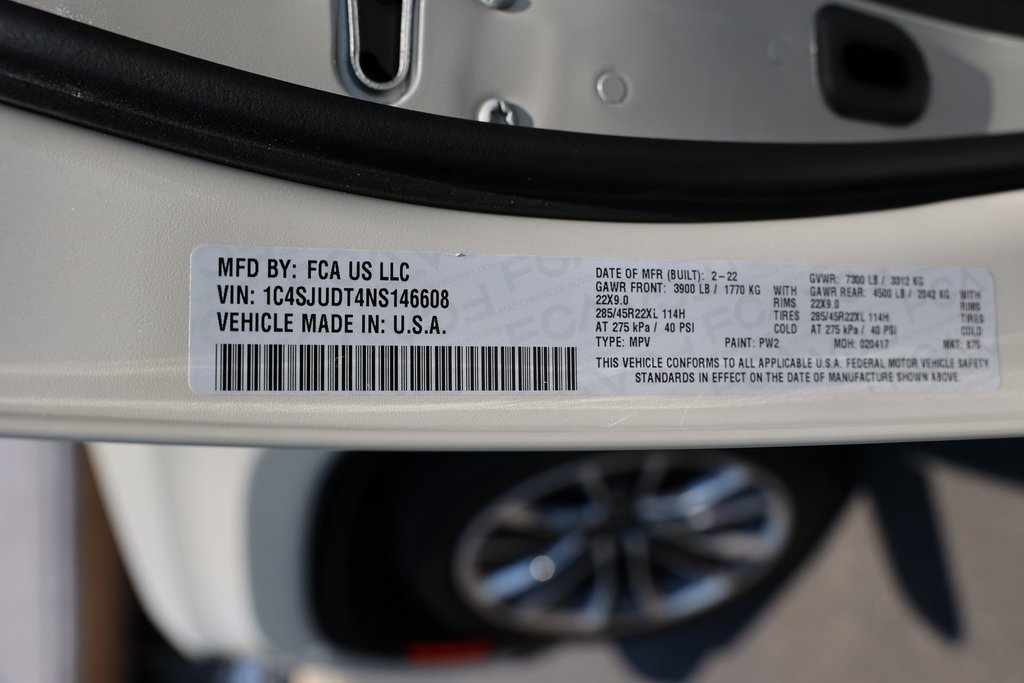 MFD BY: FCA US LLC
VIN: 1C4SJUDT4NS146608
VEHICLE MADE IN: U.S.A.
DATE OF MFR (BUILT): 2-22
GAWR FRONT: 3900 LB / 1770 KG WITH
22X9.0 RIMS
285/45R22XL 114H TIRES
AT 275 kPa / 40 PSI COLD
TYPE: MPV PAINT: PW2
GVWR: 7300 LB / 3312 KG
GAWR REAR: 4500 LB / 2042 KG WITH
22X9.0 RIMS
285/45R22XL 114H TIRES
AT 275 kPa / 40 PSI COLD
MDH: 020417 MKT: 875
THIS VEHICLE CONFORMS TO ALL APPLICABLE U.S.A. FEDERAL MOTOR VEHICLE SAFETY
STANDARDS IN EFFECT ON THE DATE OF MANUFACTURE SHOWN ABOVE.